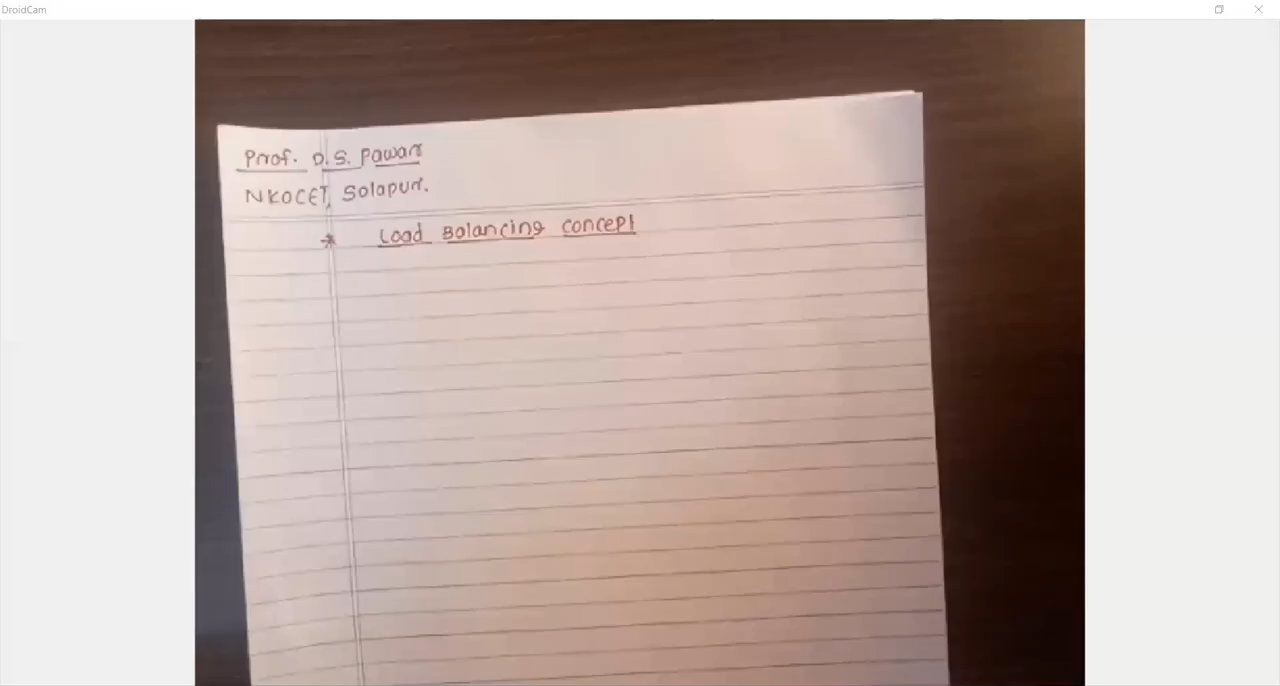 DroidCam
Prof. D.S. Pawar
NKOCET, Solapur.
* Load Balancing concept